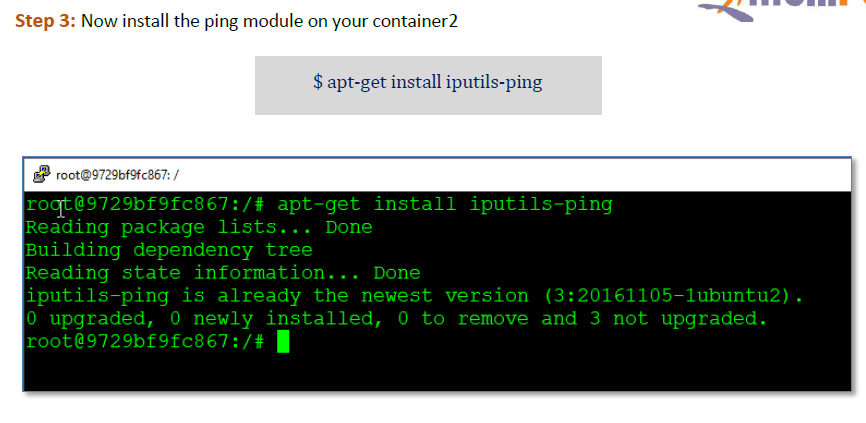 Step 3: Now install the ping module on your container2
$ apt-get install iputils-ping
root@9729bf9fc867: /
root@9729bf9fc867:/# apt-get install iputils-ping
Reading package lists... Done
Building dependency tree
Reading state information... Done
iputils-ping is already the newest version (3:20161105-1ubuntu2).
0 upgraded, 0 newly installed, 0 to remove and 3 not upgraded.
root@9729bf9fc867:/#